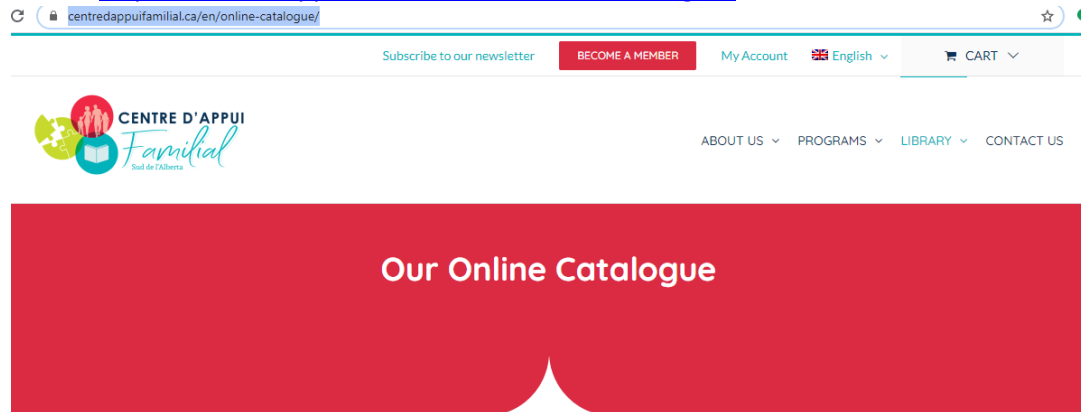 centredappuifamilial.ca/en/online-catalogue/
Subscribe to our newsletter BECOME A MEMBER My Account English CART
CENTRE D'APPUI
Familial
Sud de l'Alberta
ABOUT US PROGRAMS LIBRARY CONTACT US
Our Online Catalogue